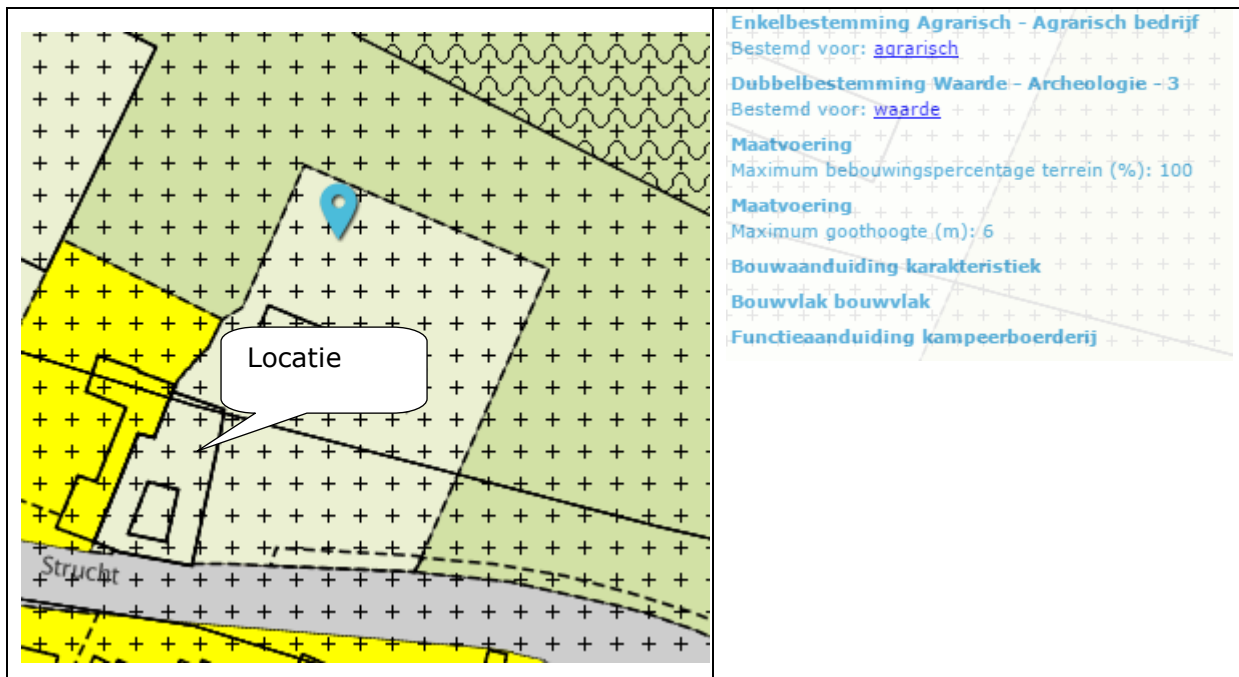 Locatie
Strucht
Enkelbestemming Agrarisch - Agrarisch bedrijf
Bestemd voor: agrarisch
Dubbelbestemming Waarde - Archeologie - 3
Bestemd voor: waarde
Maatvoering
Maximum bebouwingspercentage terrein (%): 100
Maatvoering
Maximum goothoogte (m): 6
Bouwaanduiding karakteristiek
Bouwvlak bouwvlak
Functieaanduiding kampeerboerderij